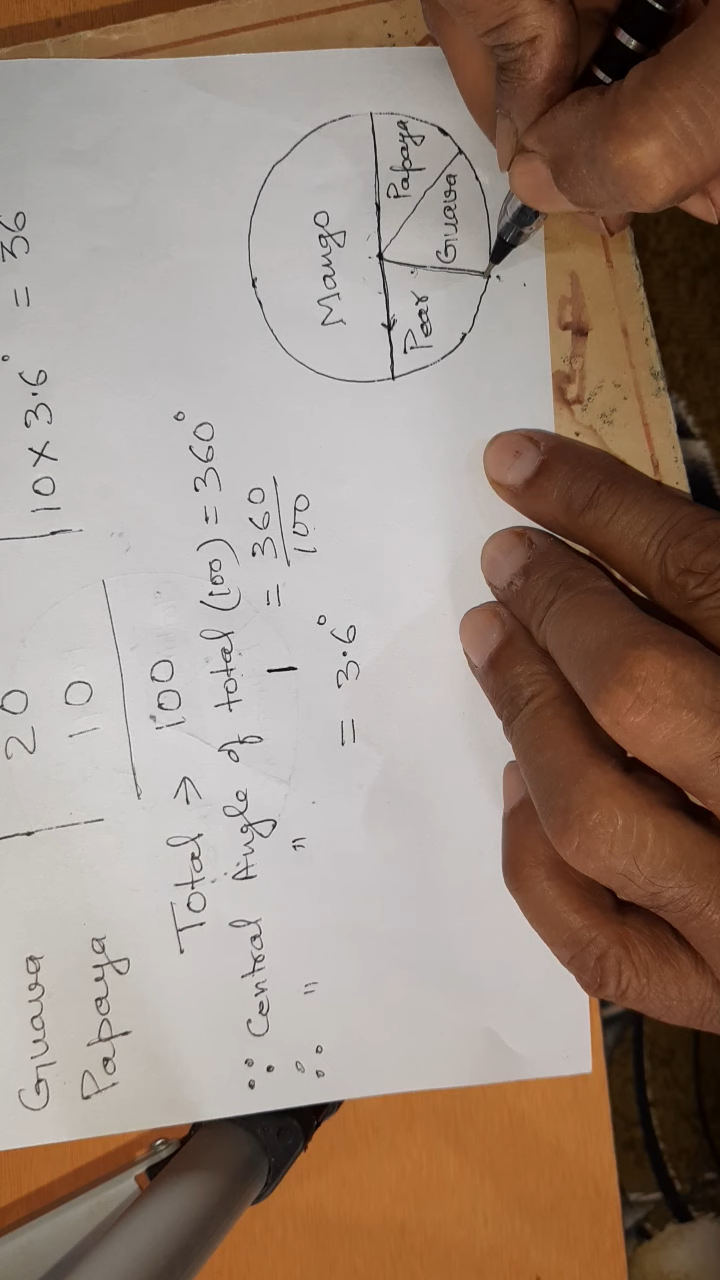 Guava | 20
Papaya | 10 | 10 × 3.6° = 36
Total > 100
∵ Central Angle of total (100) = 360°
∴ " " 1 = 360/100
= 3.6°
Mango
Papaya
Guava
Pear